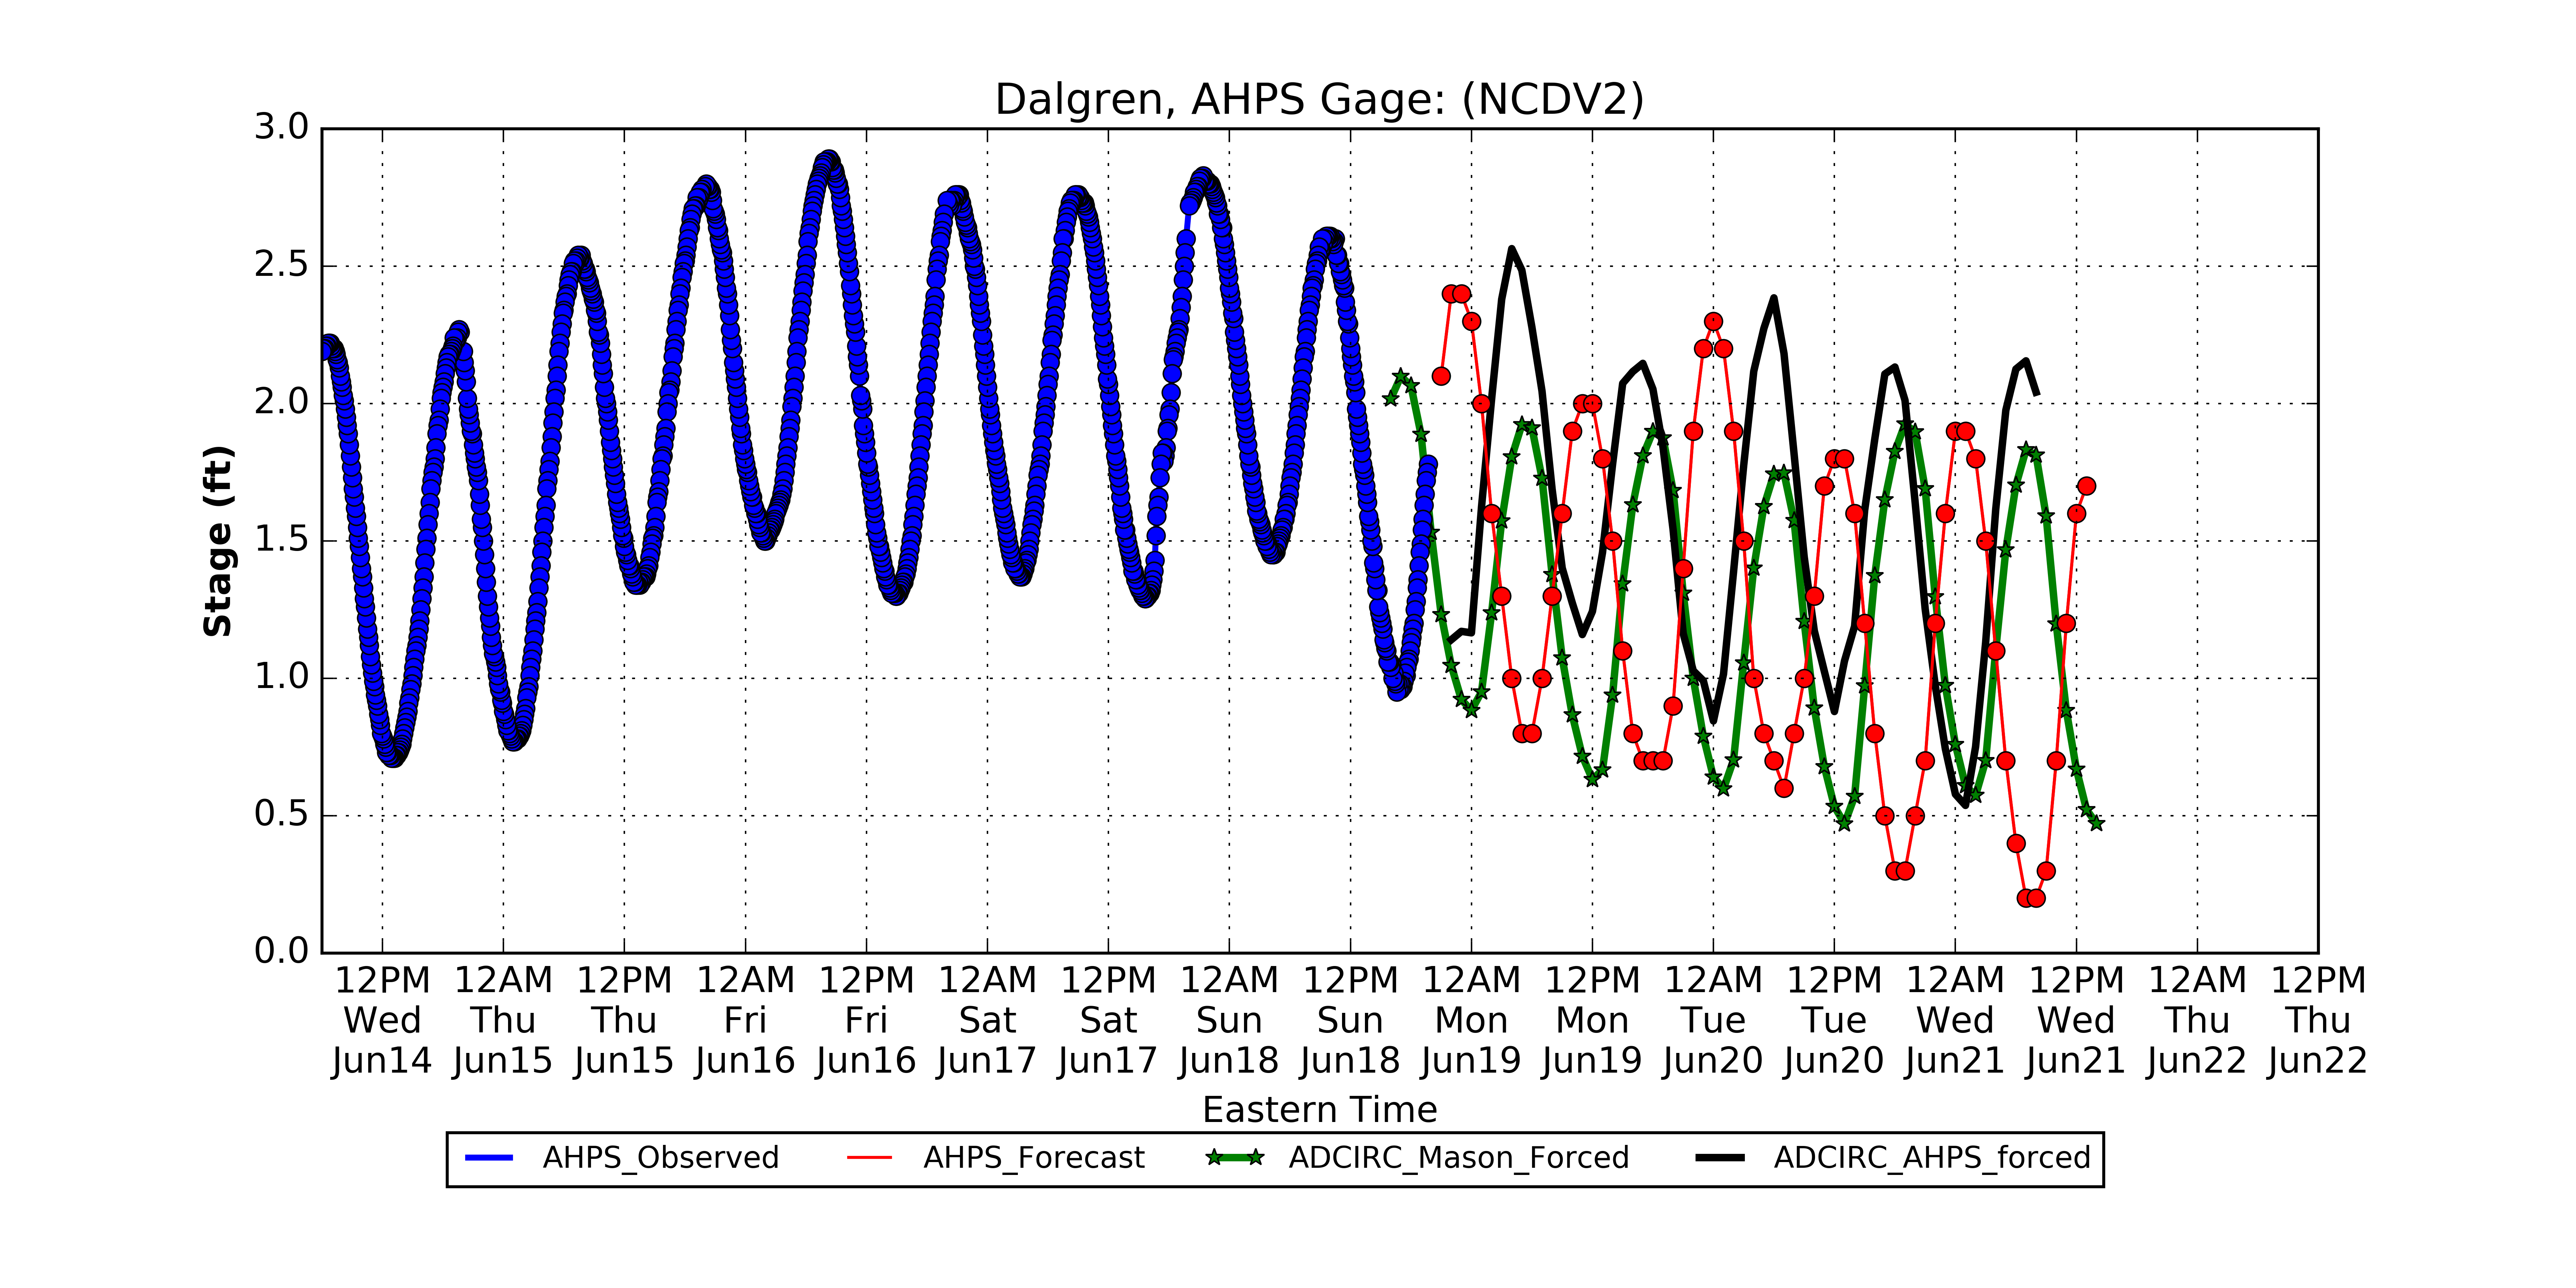 Dalgren, AHPS Gage: (NCDV2)
Stage (ft)
3.0
2.5
2.0
1.5
1.0
0.5
0.0
12PM 12AM 12PM 12AM 12PM 12AM 12PM 12AM 12PM 12AM 12PM 12AM 12PM 12AM 12PM 12AM 12PM
Wed Thu Thu Fri Fri Sat Sat Sun Sun Mon Mon Tue Tue Wed Wed Thu Thu
Jun14 Jun15 Jun15 Jun16 Jun16 Jun17 Jun17 Jun18 Jun18 Jun19 Jun19 Jun20 Jun20 Jun21 Jun21 Jun22 Jun22
Eastern Time
AHPS_Observed AHPS_Forecast ADCIRC_Mason_Forced ADCIRC_AHPS_forced